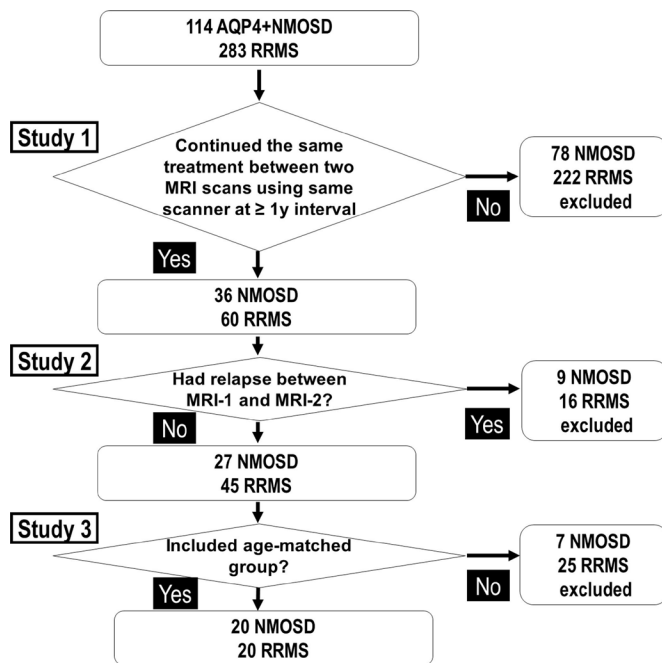 114 AQP4+NMOSD
283 RRMS
Study 1
Continued the same
treatment between two
MRI scans using same
scanner at ≥ 1y interval
78 NMOSD
222 RRMS
excluded
No
Yes
36 NMOSD
60 RRMS
Study 2
Had relapse between
MRI-1 and MRI-2?
9 NMOSD
16 RRMS
excluded
Yes
No
27 NMOSD
45 RRMS
Study 3
Included age-matched
group?
7 NMOSD
25 RRMS
excluded
No
Yes
20 NMOSD
20 RRMS